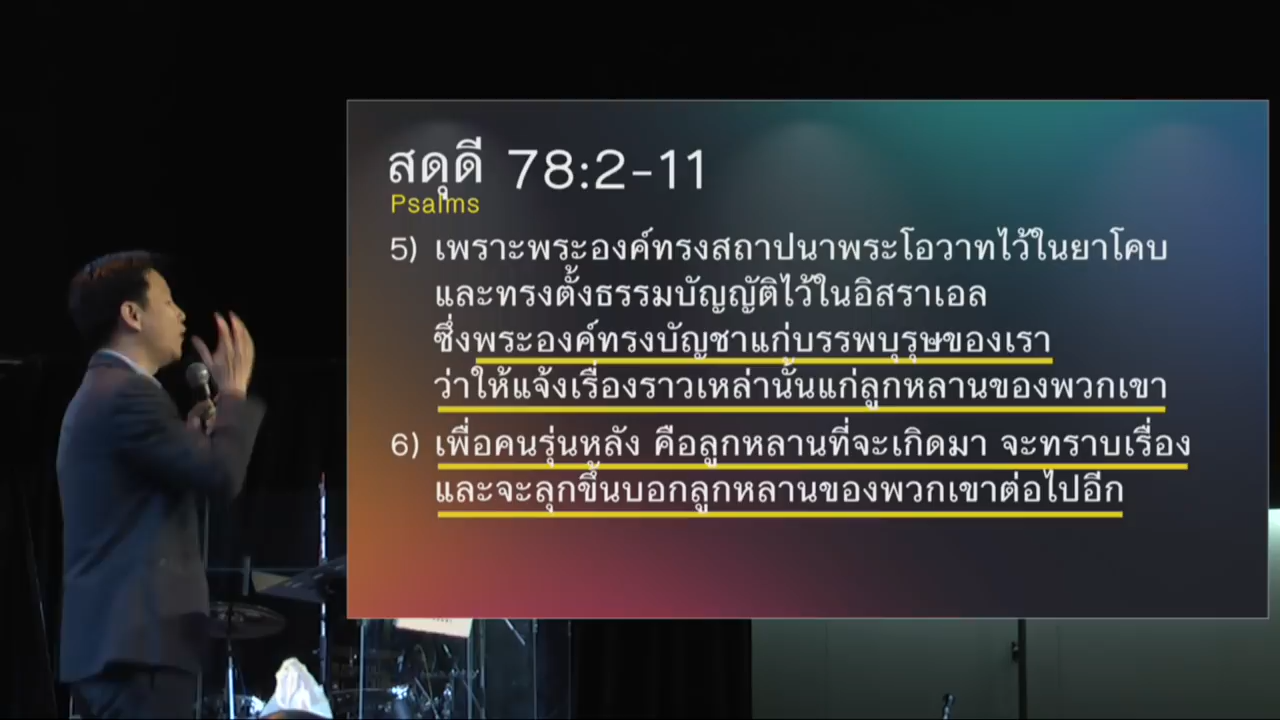 สดุดี 78:2-11
Psalms
5) เพราะพระองค์ทรงสถาปนาพระโอวาทไว้ในยาโคบ
และทรงตั้งธรรมบัญญัติไว้ในอิสราเอล
ซึ่งพระองค์ทรงบัญชาแก่บรรพบุรุษของเรา
ว่าให้แจ้งเรื่องราวเหล่านั้นแก่ลูกหลานของพวกเขา
6) เพื่อคนรุ่นหลัง คือลูกหลานที่จะเกิดมา จะทราบเรื่อง
และจะลุกขึ้นบอกลูกหลานของพวกเขาต่อไปอีก